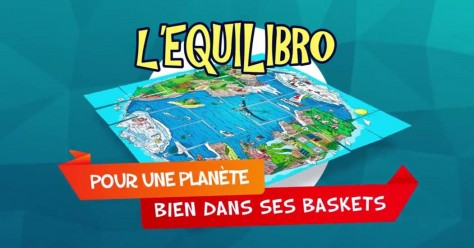 L'EQUILIBRO
POUR UNE PLANÈTE
BIEN DANS SES BASKETS